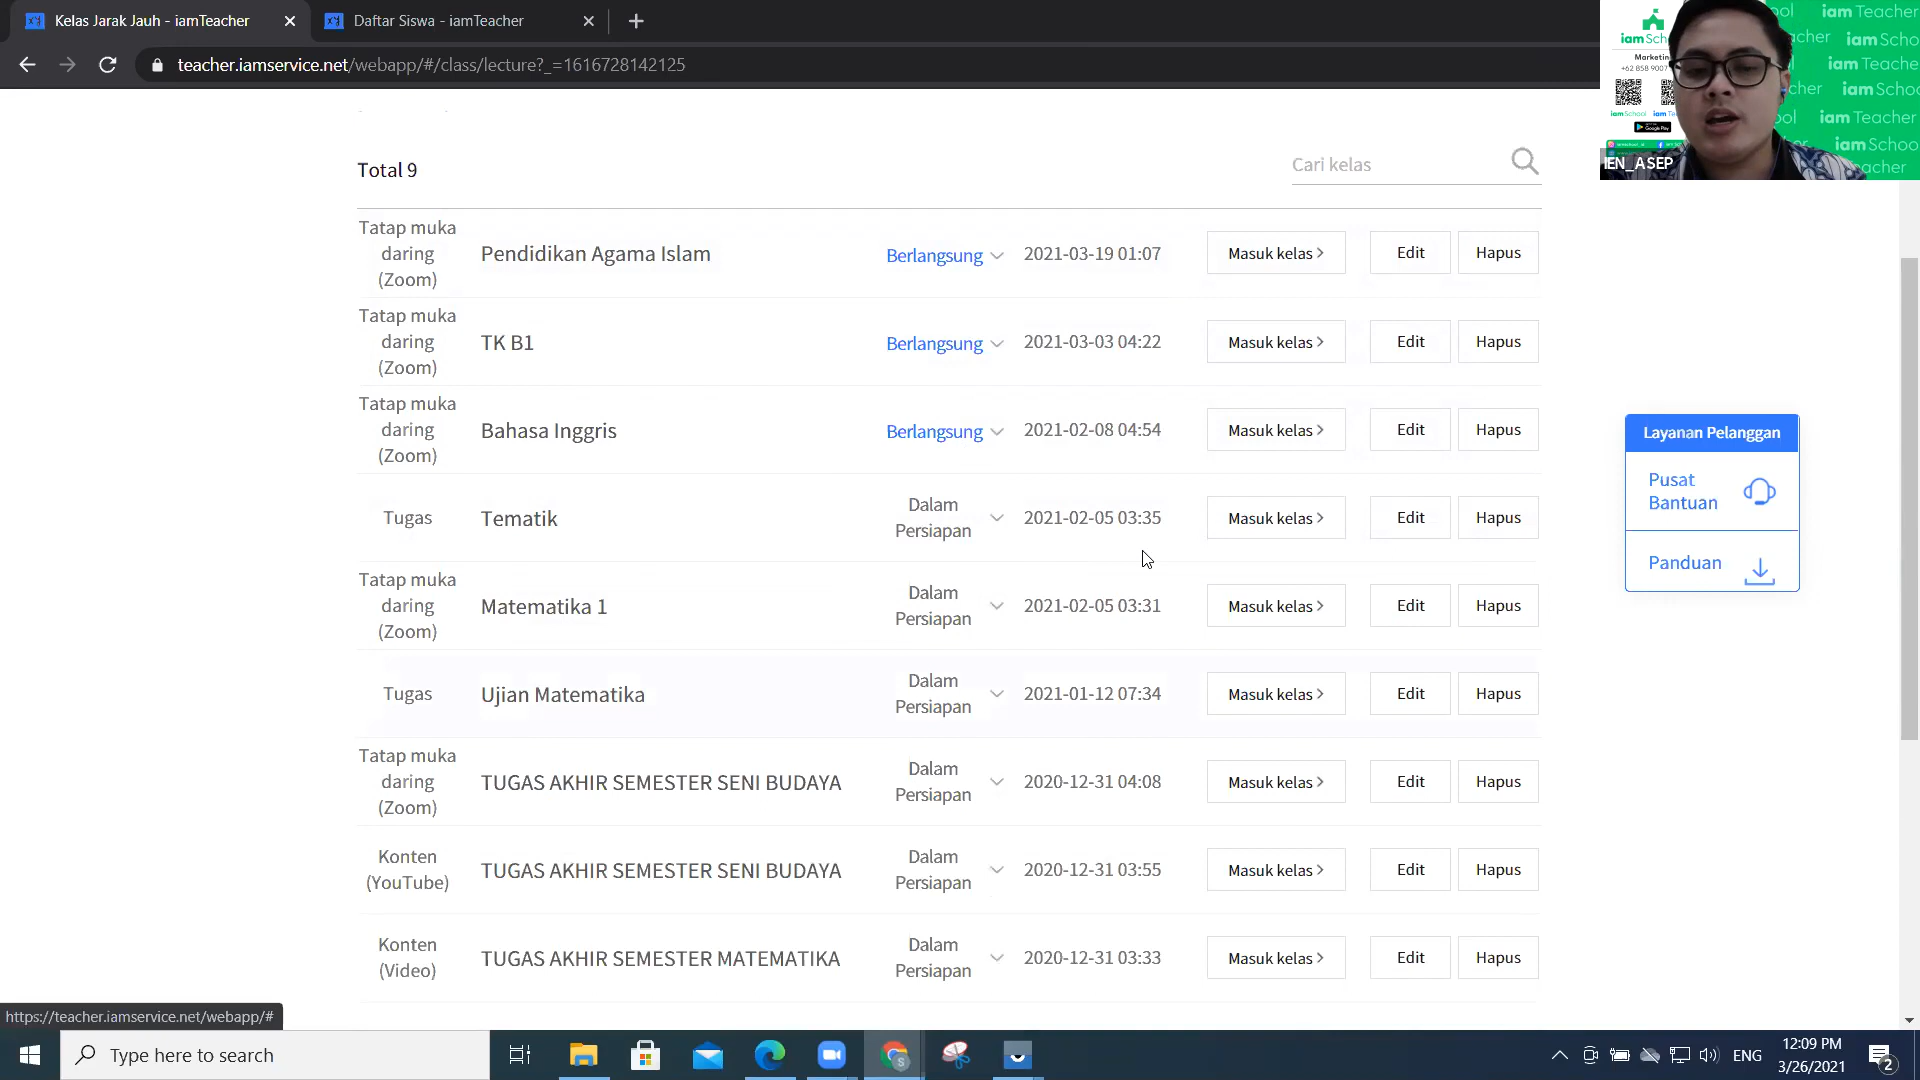 Kelas Jarak Jauh - iamTeacher
Daftar Siswa - iamTeacher
teacher.iamservice.net/webapp/#/class/lecture?_=1616728142125
Total 9
Cari kelas
Tatap muka
daring
(Zoom)
Pendidikan Agama Islam
Berlangsung
2021-03-19 01:07
Masuk kelas >
Edit
Hapus
Tatap muka
daring
(Zoom)
TK B1
Berlangsung
2021-03-03 04:22
Masuk kelas >
Edit
Hapus
Tatap muka
daring
(Zoom)
Bahasa Inggris
Berlangsung
2021-02-08 04:54
Masuk kelas >
Edit
Hapus
Tugas
Tematik
Dalam
Persiapan
2021-02-05 03:35
Masuk kelas >
Edit
Hapus
Tatap muka
daring
(Zoom)
Matematika 1
Dalam
Persiapan
2021-02-05 03:31
Masuk kelas >
Edit
Hapus
Tugas
Ujian Matematika
Dalam
Persiapan
2021-01-12 07:34
Masuk kelas >
Edit
Hapus
Tatap muka
daring
(Zoom)
TUGAS AKHIR SEMESTER SENI BUDAYA
Dalam
Persiapan
2020-12-31 04:08
Masuk kelas >
Edit
Hapus
Konten
(YouTube)
TUGAS AKHIR SEMESTER SENI BUDAYA
Dalam
Persiapan
2020-12-31 03:55
Masuk kelas >
Edit
Hapus
Konten
(Video)
TUGAS AKHIR SEMESTER MATEMATIKA
Dalam
Persiapan
2020-12-31 03:33
Masuk kelas >
Edit
Hapus
Layanan Pelanggan
Pusat
Bantuan
Panduan
iam Teacher
iam Teacher
iam Teacher
IEN_ASEP
https://teacher.iamservice.net/webapp/#
Type here to search
ENG
12:09 PM
3/26/2021
2